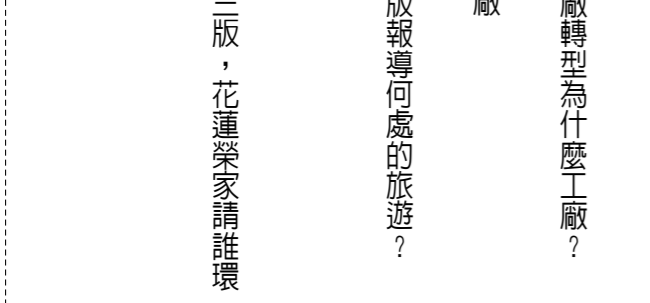 廠轉型為什麼工廠？
廠
版報導何處的旅遊？
三版，花蓮榮家請誰環